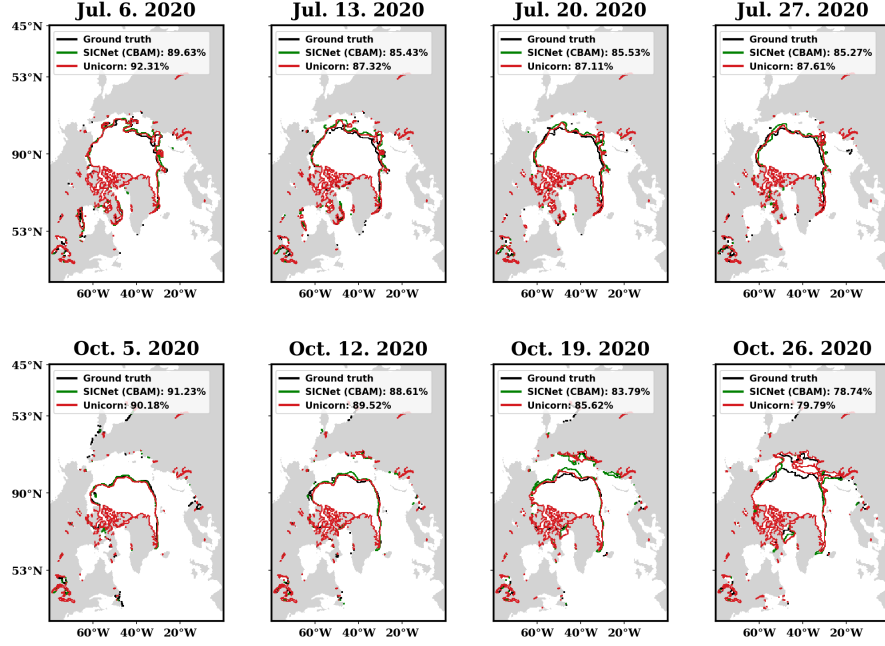 Jul. 6. 2020
Jul. 13. 2020
Jul. 20. 2020
Jul. 27. 2020
45°N
53°N
90°N
53°N
Ground truth
SICNet (CBAM): 89.63%
Unicorn: 92.31%
Ground truth
SICNet (CBAM): 85.43%
Unicorn: 87.32%
Ground truth
SICNet (CBAM): 85.53%
Unicorn: 87.11%
Ground truth
SICNet (CBAM): 85.27%
Unicorn: 87.61%
60°W 40°W 20°W
60°W 40°W 20°W
60°W 40°W 20°W
60°W 40°W 20°W
Oct. 5. 2020
Oct. 12. 2020
Oct. 19. 2020
Oct. 26. 2020
45°N
53°N
90°N
53°N
Ground truth
SICNet (CBAM): 91.23%
Unicorn: 90.18%
Ground truth
SICNet (CBAM): 88.61%
Unicorn: 89.52%
Ground truth
SICNet (CBAM): 83.79%
Unicorn: 85.62%
Ground truth
SICNet (CBAM): 78.74%
Unicorn: 79.79%
60°W 40°W 20°W
60°W 40°W 20°W
60°W 40°W 20°W
60°W 40°W 20°W